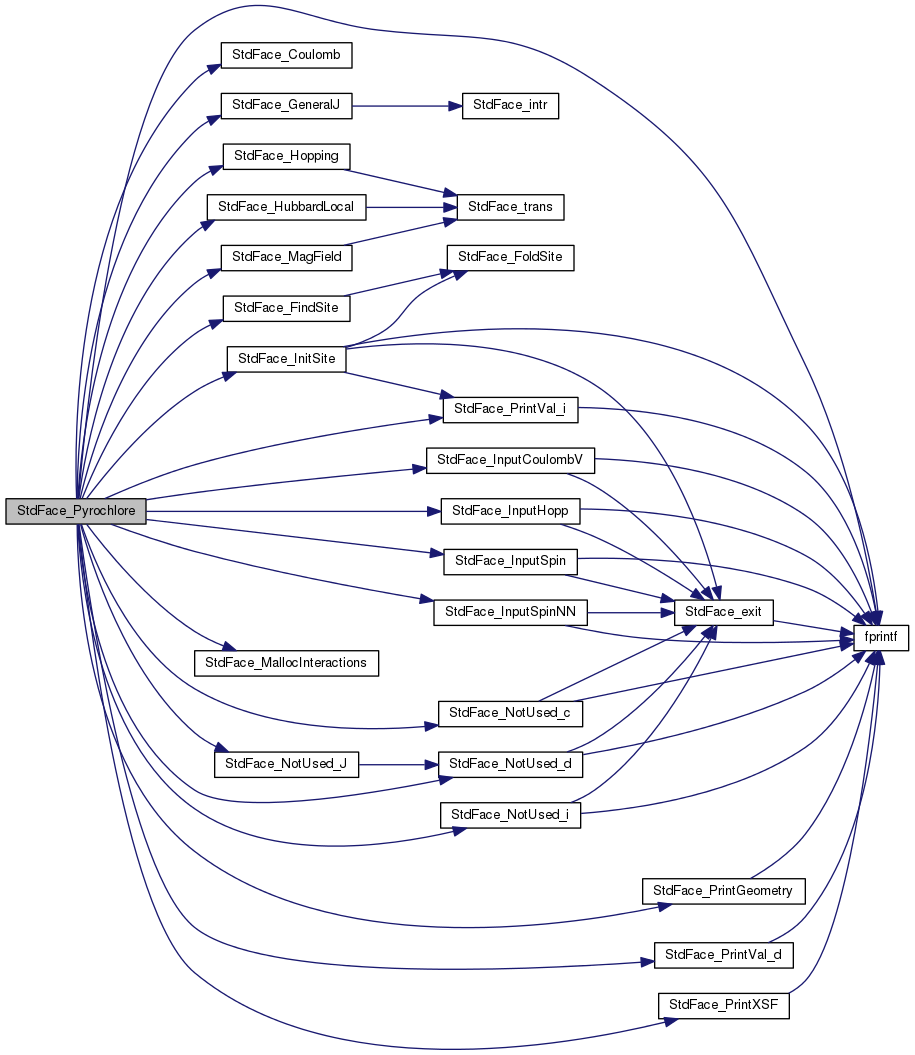 StdFace_Coulomb
StdFace_GeneralJ
StdFace_intr
StdFace_Hopping
StdFace_HubbardLocal
StdFace_trans
StdFace_MagField
StdFace_FoldSite
StdFace_FindSite
StdFace_InitSite
StdFace_PrintVal_i
StdFace_InputCoulombV
StdFace_Pyrochlore
StdFace_InputHopp
StdFace_InputSpin
StdFace_InputSpinNN
StdFace_exit
fprintf
StdFace_MallocInteractions
StdFace_NotUsed_c
StdFace_NotUsed_J
StdFace_NotUsed_d
StdFace_NotUsed_i
StdFace_PrintGeometry
StdFace_PrintVal_d
StdFace_PrintXSF